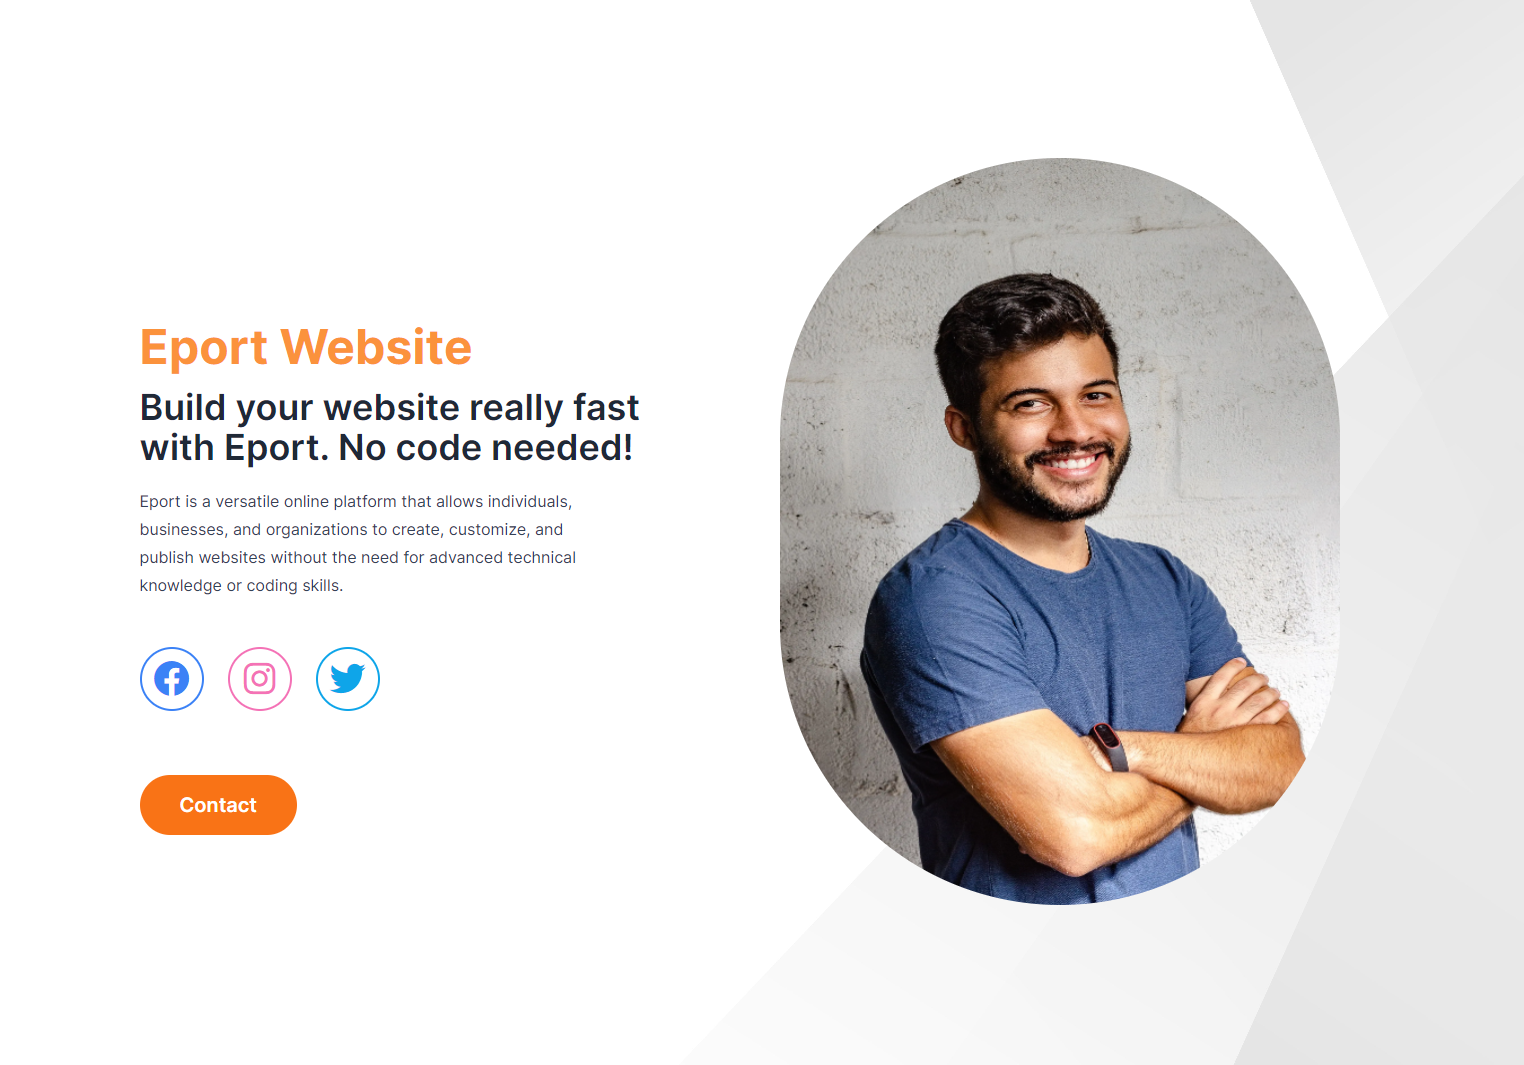 Eport Website
Build your website really fast
with Eport. No code needed!
Eport is a versatile online platform that allows individuals,
businesses, and organizations to create, customize, and
publish websites without the need for advanced technical
knowledge or coding skills.
Contact